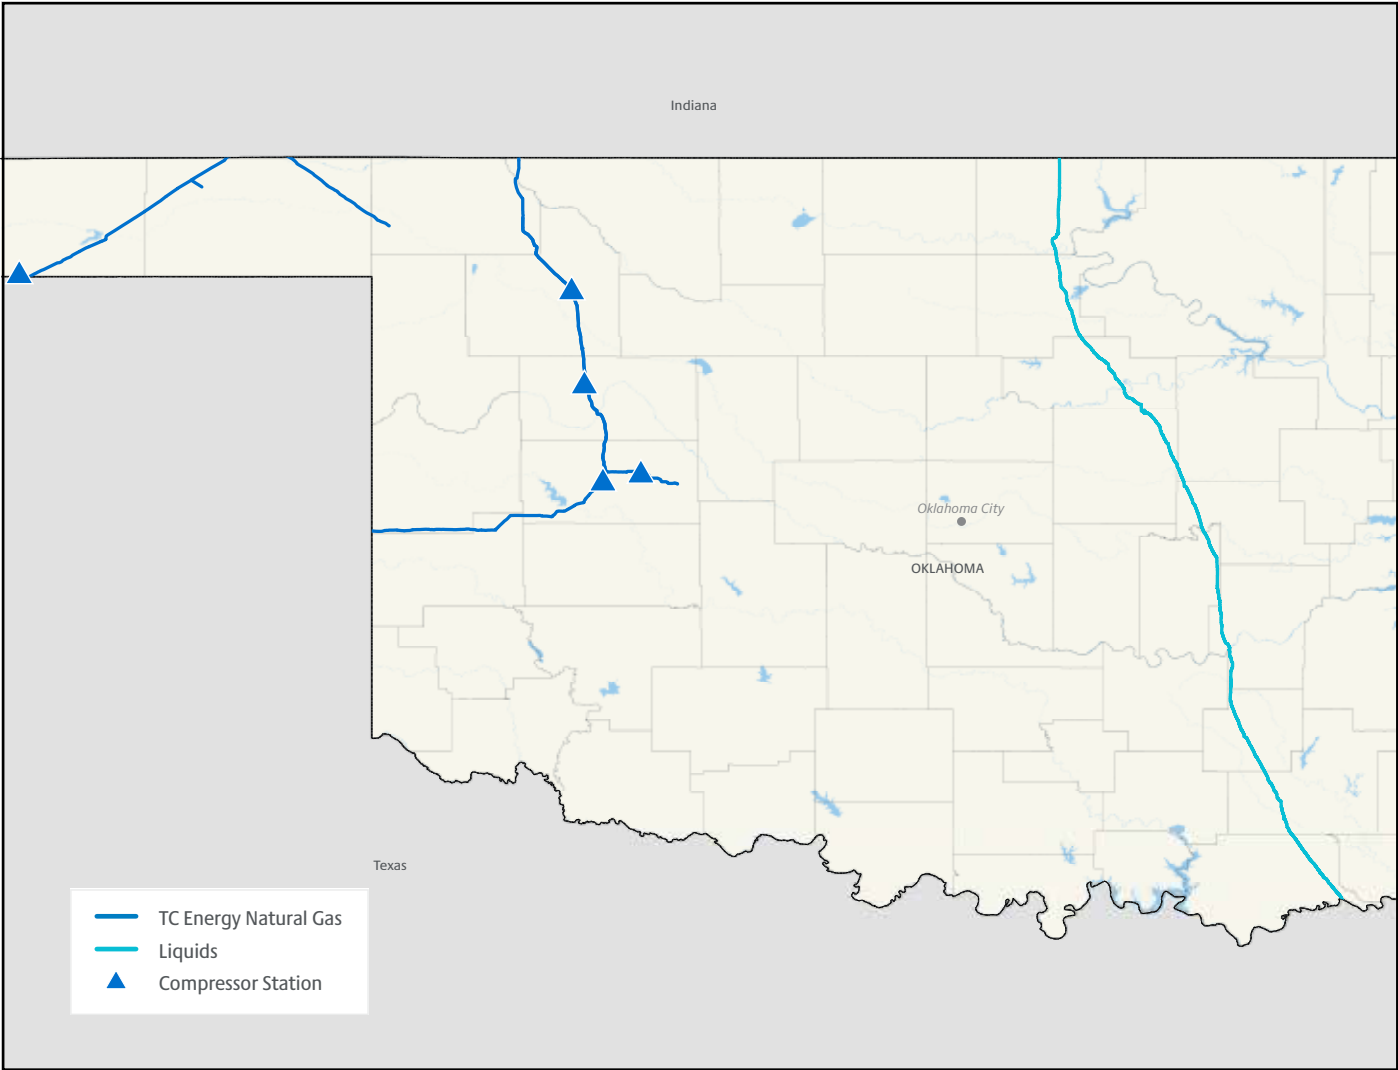 Indiana
Oklahoma City
OKLAHOMA
Texas
TC Energy Natural Gas
Liquids
Compressor Station